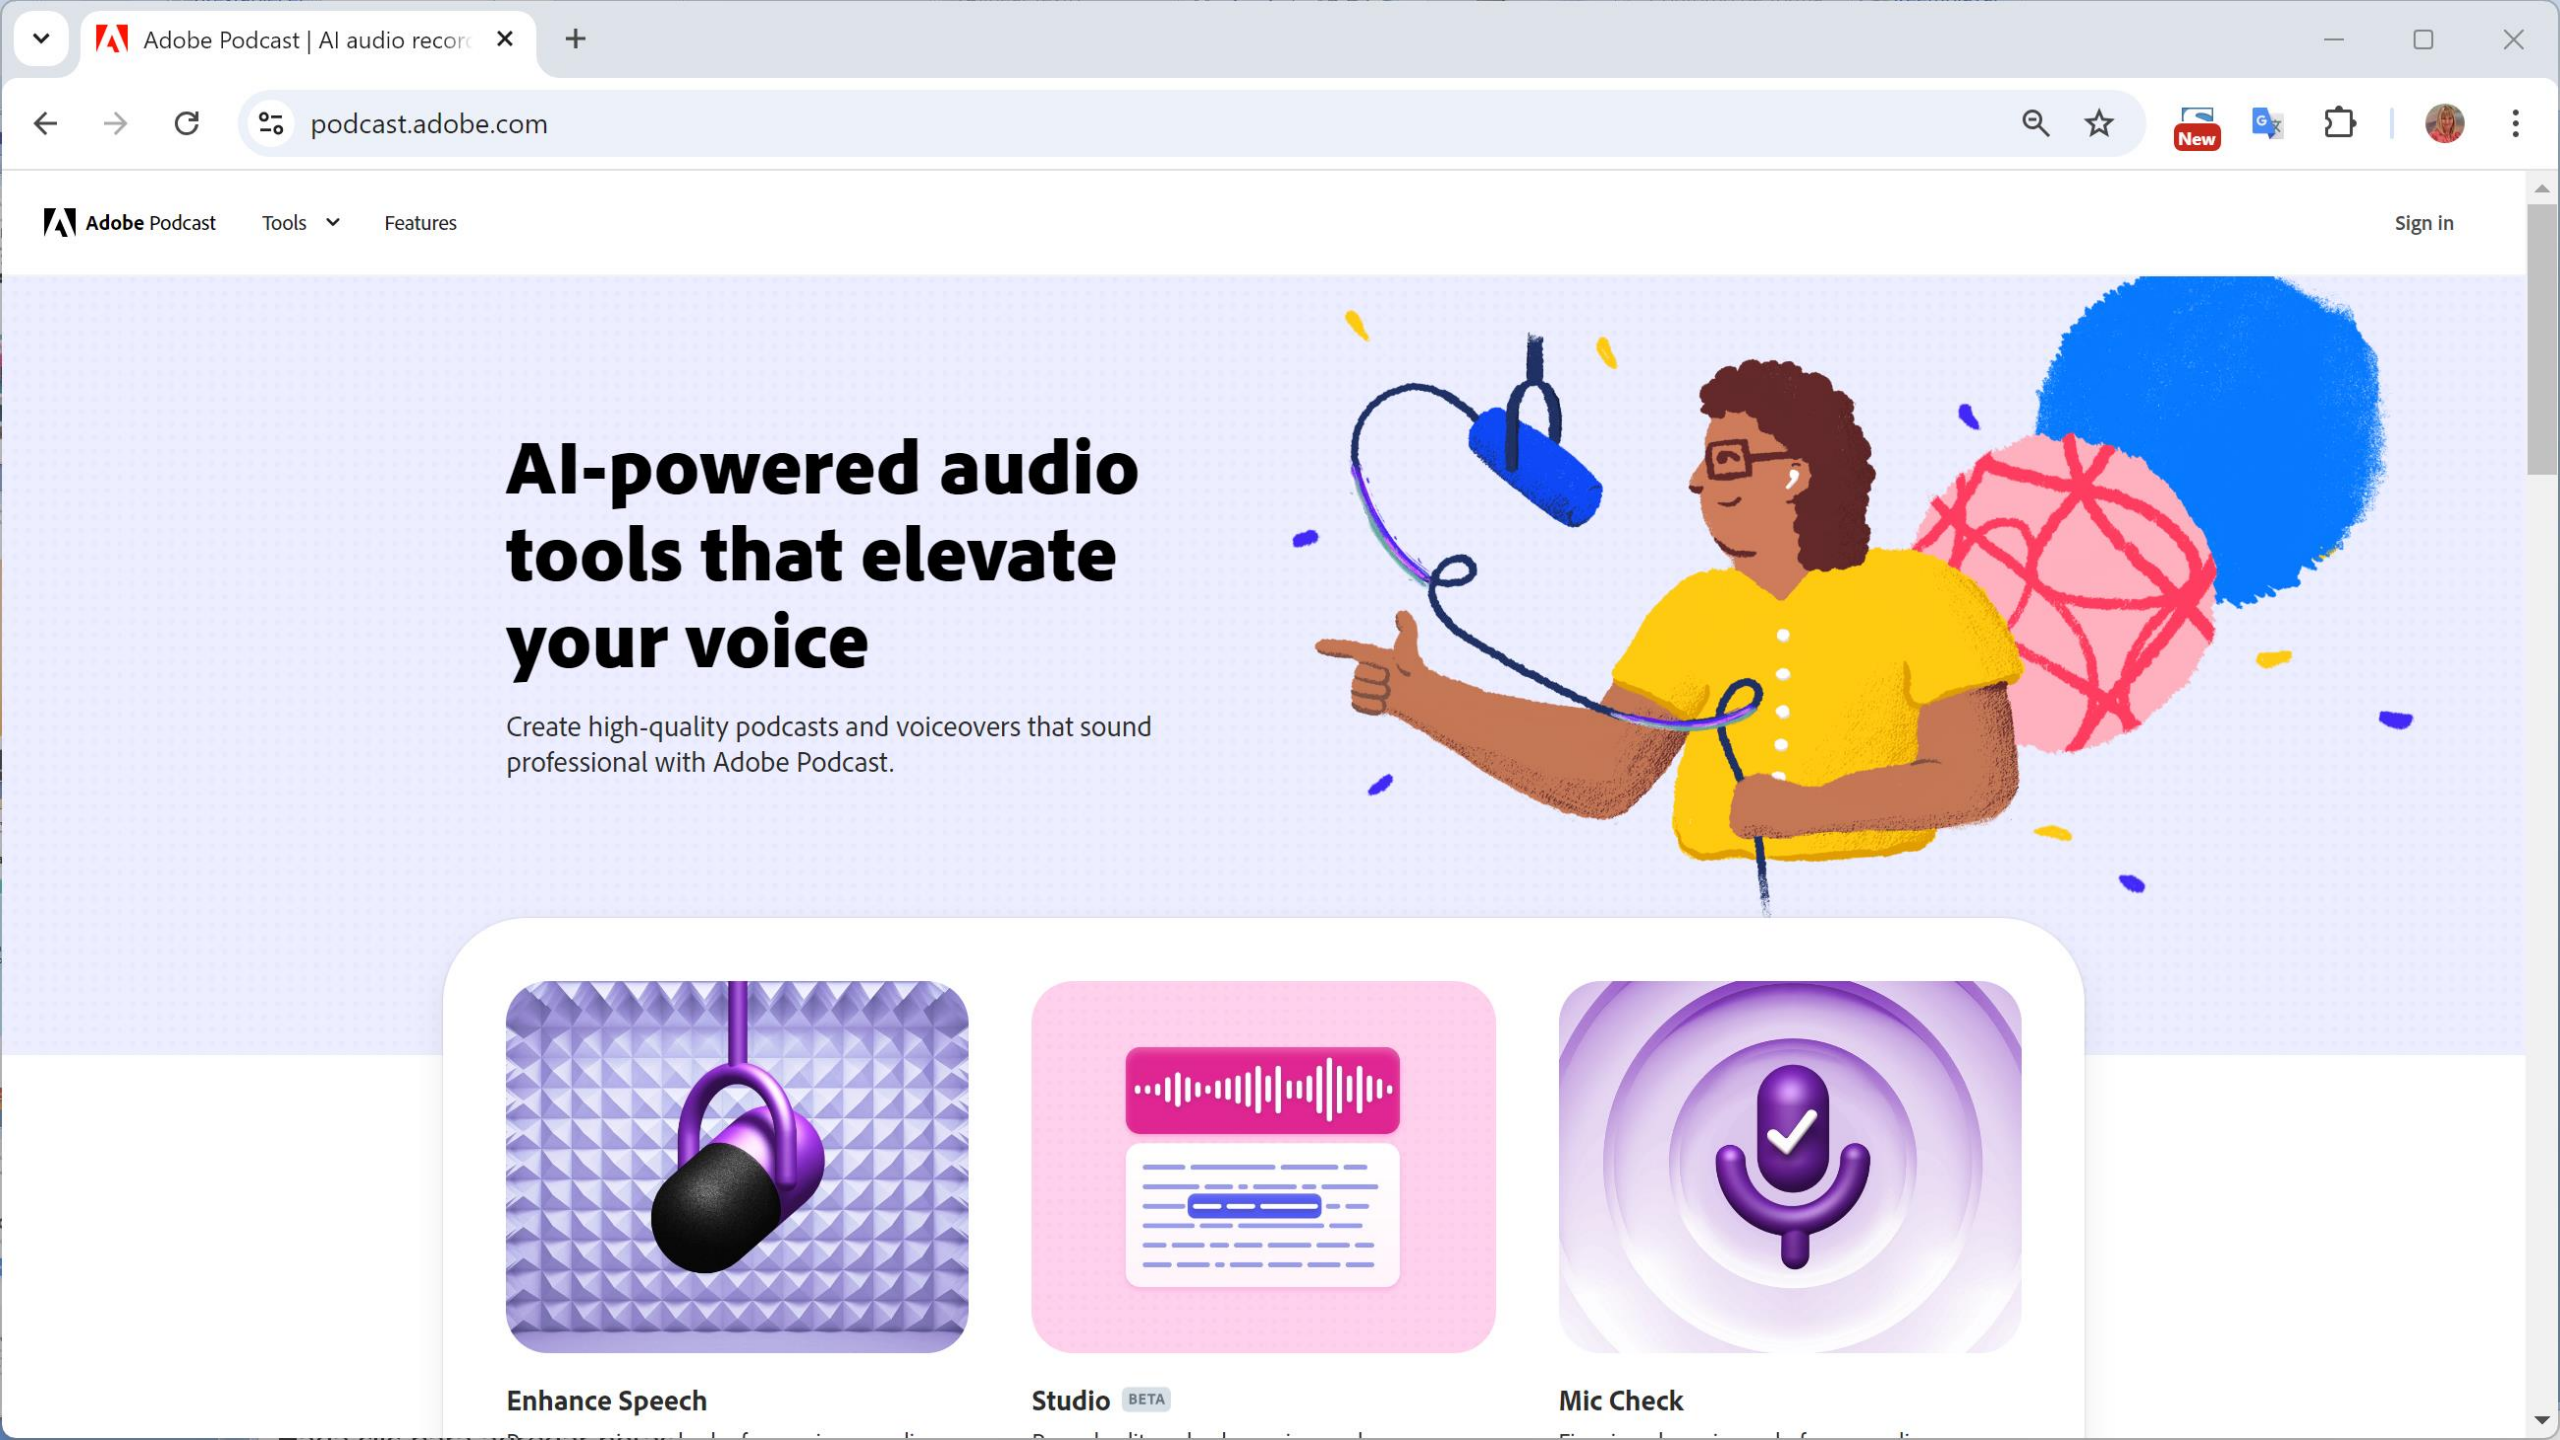 Adobe Podcast | AI audio recor
podcast.adobe.com
New
Adobe Podcast
Tools
Features
Sign in
AI-powered audio
tools that elevate
your voice
Create high-quality podcasts and voiceovers that sound
professional with Adobe Podcast.
Enhance Speech
Studio BETA
Mic Check